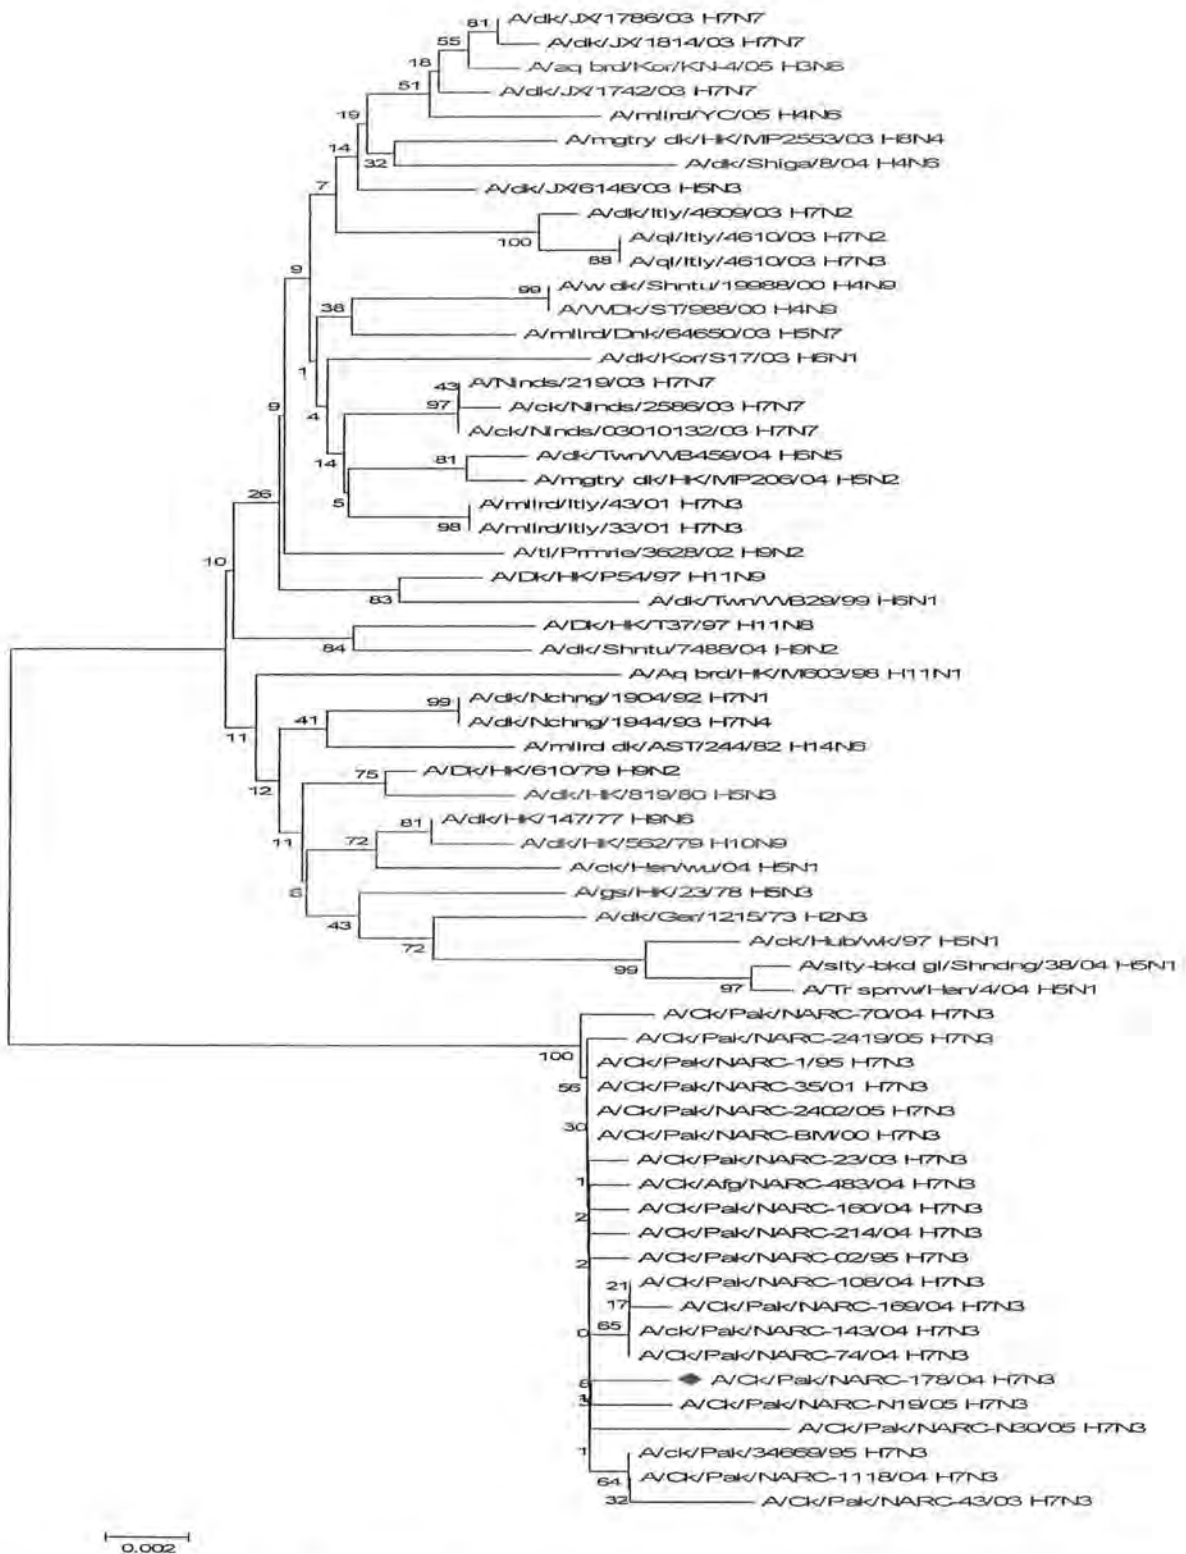 81 A/dk/JX/1786/03 H7N7
A/dk/JX/1814/03 H7N7
55
A/aq brd/Kor/KN-4/05 H3N6
18
A/dk/JX/1742/03 H7N7
51
A/mllrd/YC/05 H4N6
19
A/mgtry dk/HK/MP2553/03 H8N4
14
32
A/dk/Shiga/8/04 H4N6
7
A/dk/JX/6146/03 H5N3
A/dk/Itly/4609/03 H7N2
100
A/ql/Itly/4610/03 H7N2
88
A/ql/Itly/4610/03 H7N3
9
A/w dk/Shntu/19988/00 H4N9
99
A/WDk/ST/988/00 H4N9
38
A/mllrd/Dnk/64650/03 H5N7
A/dk/Kor/S17/03 H6N1
1
A/Nlnds/219/03 H7N7
43
97
A/ck/Nlnds/2586/03 H7N7
9
4
A/ck/Nlnds/03010132/03 H7N7
A/dk/Twn/WB459/04 H6N5
81
14
A/mgtry dk/HK/MP206/04 H5N2
26
5
A/mllrd/Itly/43/01 H7N3
98
A/mllrd/Itly/33/01 H7N3
A/tl/Prmrie/3628/02 H9N2
10
A/Dk/HK/P54/97 H11N9
83
A/dk/Twn/WB29/99 H6N1
A/Dk/HK/T37/97 H11N8
84
A/dk/Shntu/7488/04 H9N2
A/Aq brd/HK/M603/98 H11N1
99
A/dk/Nchng/1904/92 H7N1
A/dk/Nchng/1944/93 H7N4
41
11
A/mllrd dk/AST/244/82 H14N6
A/Dk/HK/610/79 H9N2
75
12
A/dk/HK/819/80 H5N3
A/dk/HK/147/77 H9N6
81
11
72
A/dk/HK/562/79 H10N9
A/ck/Hen/wu/04 H5N1
6
A/gs/HK/23/78 H5N3
A/dk/Ger/1215/73 H2N3
43
72
A/ck/Hub/wk/97 H5N1
99
A/slty-bkd gl/Shndng/38/04 H5N1
97
A/Tr sprrw/Hen/4/04 H5N1
A/Ck/Pak/NARC-70/04 H7N3
A/Ck/Pak/NARC-2419/05 H7N3
100
A/Ck/Pak/NARC-1/95 H7N3
56
A/Ck/Pak/NARC-35/01 H7N3
A/Ck/Pak/NARC-2402/05 H7N3
30
A/Ck/Pak/NARC-BM/00 H7N3
A/Ck/Pak/NARC-23/03 H7N3
1
A/Ck/Afg/NARC-483/04 H7N3
A/Ck/Pak/NARC-160/04 H7N3
2
A/Ck/Pak/NARC-214/04 H7N3
2
A/Ck/Pak/NARC-02/95 H7N3
21
A/Ck/Pak/NARC-108/04 H7N3
17
A/Ck/Pak/NARC-169/04 H7N3
0
65
A/ck/Pak/NARC-143/04 H7N3
A/Ck/Pak/NARC-74/04 H7N3
A/Ck/Pak/NARC-178/04 H7N3
A/Ck/Pak/NARC-N19/05 H7N3
A/Ck/Pak/NARC-N30/05 H7N3
1
A/ck/Pak/34669/95 H7N3
64
A/Ck/Pak/NARC-1118/04 H7N3
32
A/Ck/Pak/NARC-43/03 H7N3
0.002